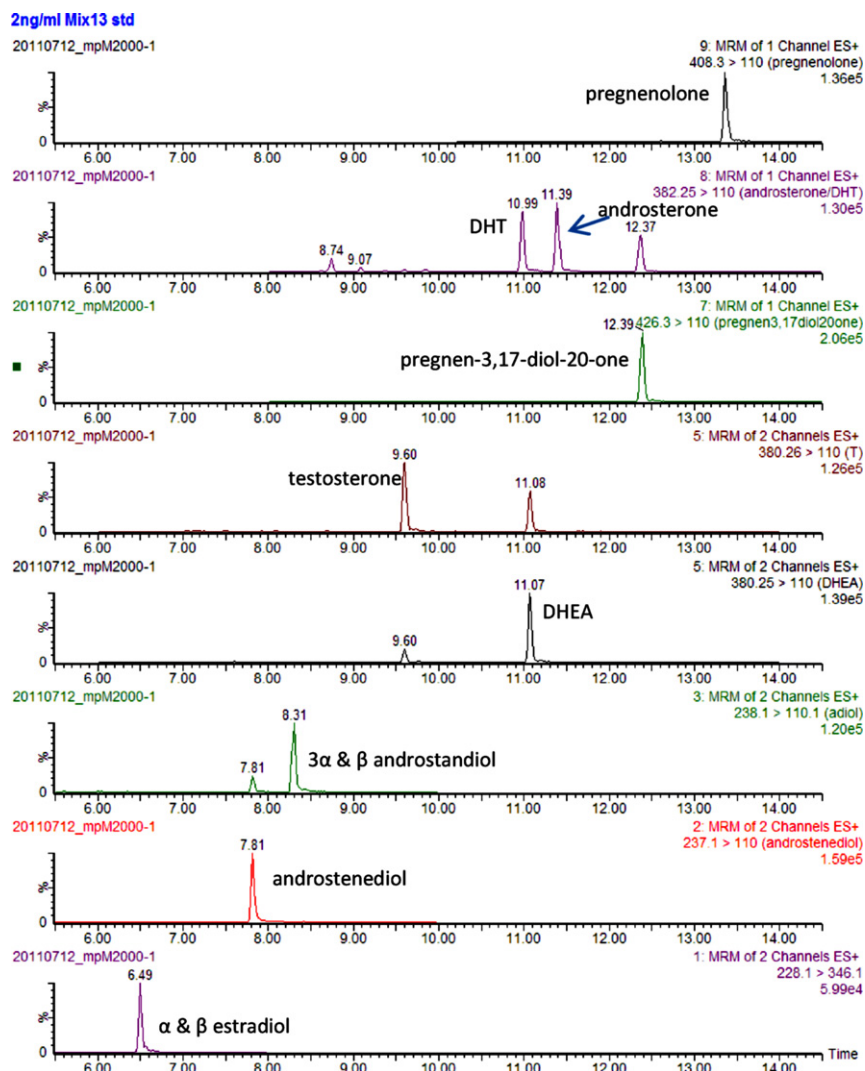 2ng/ml Mix13 std
20110712_mpM2000-1
9: MRM of 1 Channel ES+
408.3 > 110 (pregnenolone)
1.36e5
pregnenolone
%
0
6.00 7.00 8.00 9.00 10.00 11.00 12.00 13.00 14.00
20110712_mpM2000-1
8: MRM of 1 Channel ES+
382.25 > 110 (androsterone/DHT)
1.30e5
10.99 11.39
DHT androsterone
12.37
8.74
9.07
%
0
6.00 7.00 8.00 9.00 10.00 11.00 12.00 13.00 14.00
20110712_mpM2000-1
7: MRM of 1 Channel ES+
12.39 426.3 > 110 (pregnen3,17diol20one)
2.06e5
pregnen-3,17-diol-20-one
%
0
6.00 7.00 8.00 9.00 10.00 11.00 12.00 13.00 14.00
20110712_mpM2000-1
5: MRM of 2 Channels ES+
380.26 > 110 (T)
1.26e5
9.60
testosterone
11.08
%
0
6.00 7.00 8.00 9.00 10.00 11.00 12.00 13.00 14.00
20110712_mpM2000-1
5: MRM of 2 Channels ES+
380.25 > 110 (DHEA)
1.39e5
11.07
DHEA
9.60
%
0
6.00 7.00 8.00 9.00 10.00 11.00 12.00 13.00 14.00
20110712_mpM2000-1
3: MRM of 2 Channels ES+
238.1 > 110.1 (adiol)
1.20e5
8.31
3α & β androstandiol
7.81
%
0
6.00 7.00 8.00 9.00 10.00 11.00 12.00 13.00 14.00
20110712_mpM2000-1
2: MRM of 2 Channels ES+
237.1 > 110 (androstenediol)
1.59e5
7.81
androstenediol
%
0
6.00 7.00 8.00 9.00 10.00 11.00 12.00 13.00 14.00
20110712_mpM2000-1
1: MRM of 2 Channels ES+
228.1 > 346.1
5.99e4
6.49
α & β estradiol
%
0
Time
6.00 7.00 8.00 9.00 10.00 11.00 12.00 13.00 14.00